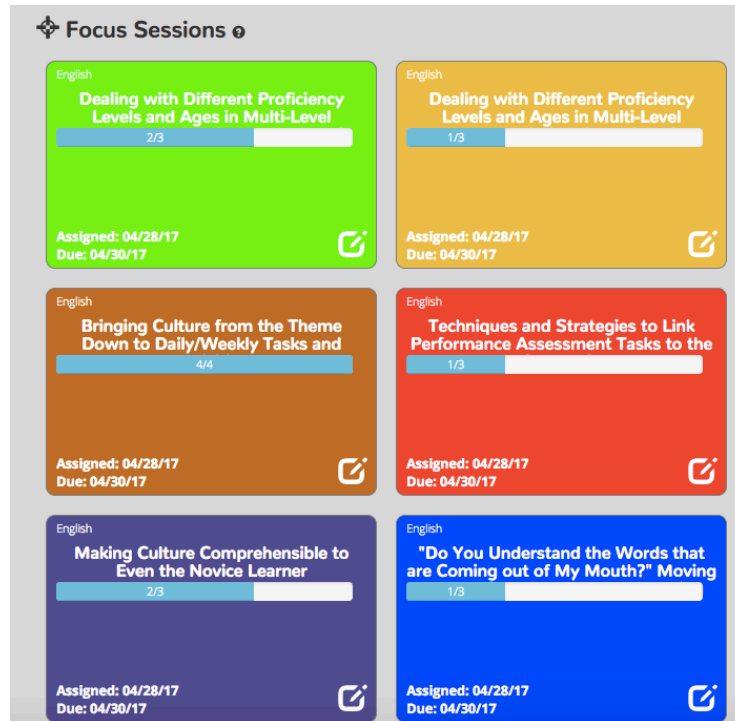 Focus Sessions ?
English
Dealing with Different Proficiency
Levels and Ages in Multi-Level
2/3
Assigned: 04/28/17
Due: 04/30/17
English
Dealing with Different Proficiency
Levels and Ages in Multi-Level
1/3
Assigned: 04/28/17
Due: 04/30/17
English
Bringing Culture from the Theme
Down to Daily/Weekly Tasks and
4/4
Assigned: 04/28/17
Due: 04/30/17
English
Techniques and Strategies to Link
Performance Assessment Tasks to the
1/3
Assigned: 04/28/17
Due: 04/30/17
English
Making Culture Comprehensible to
Even the Novice Learner
2/3
Assigned: 04/28/17
Due: 04/30/17
English
"Do You Understand the Words that
are Coming out of My Mouth?" Moving
1/3
Assigned: 04/28/17
Due: 04/30/17